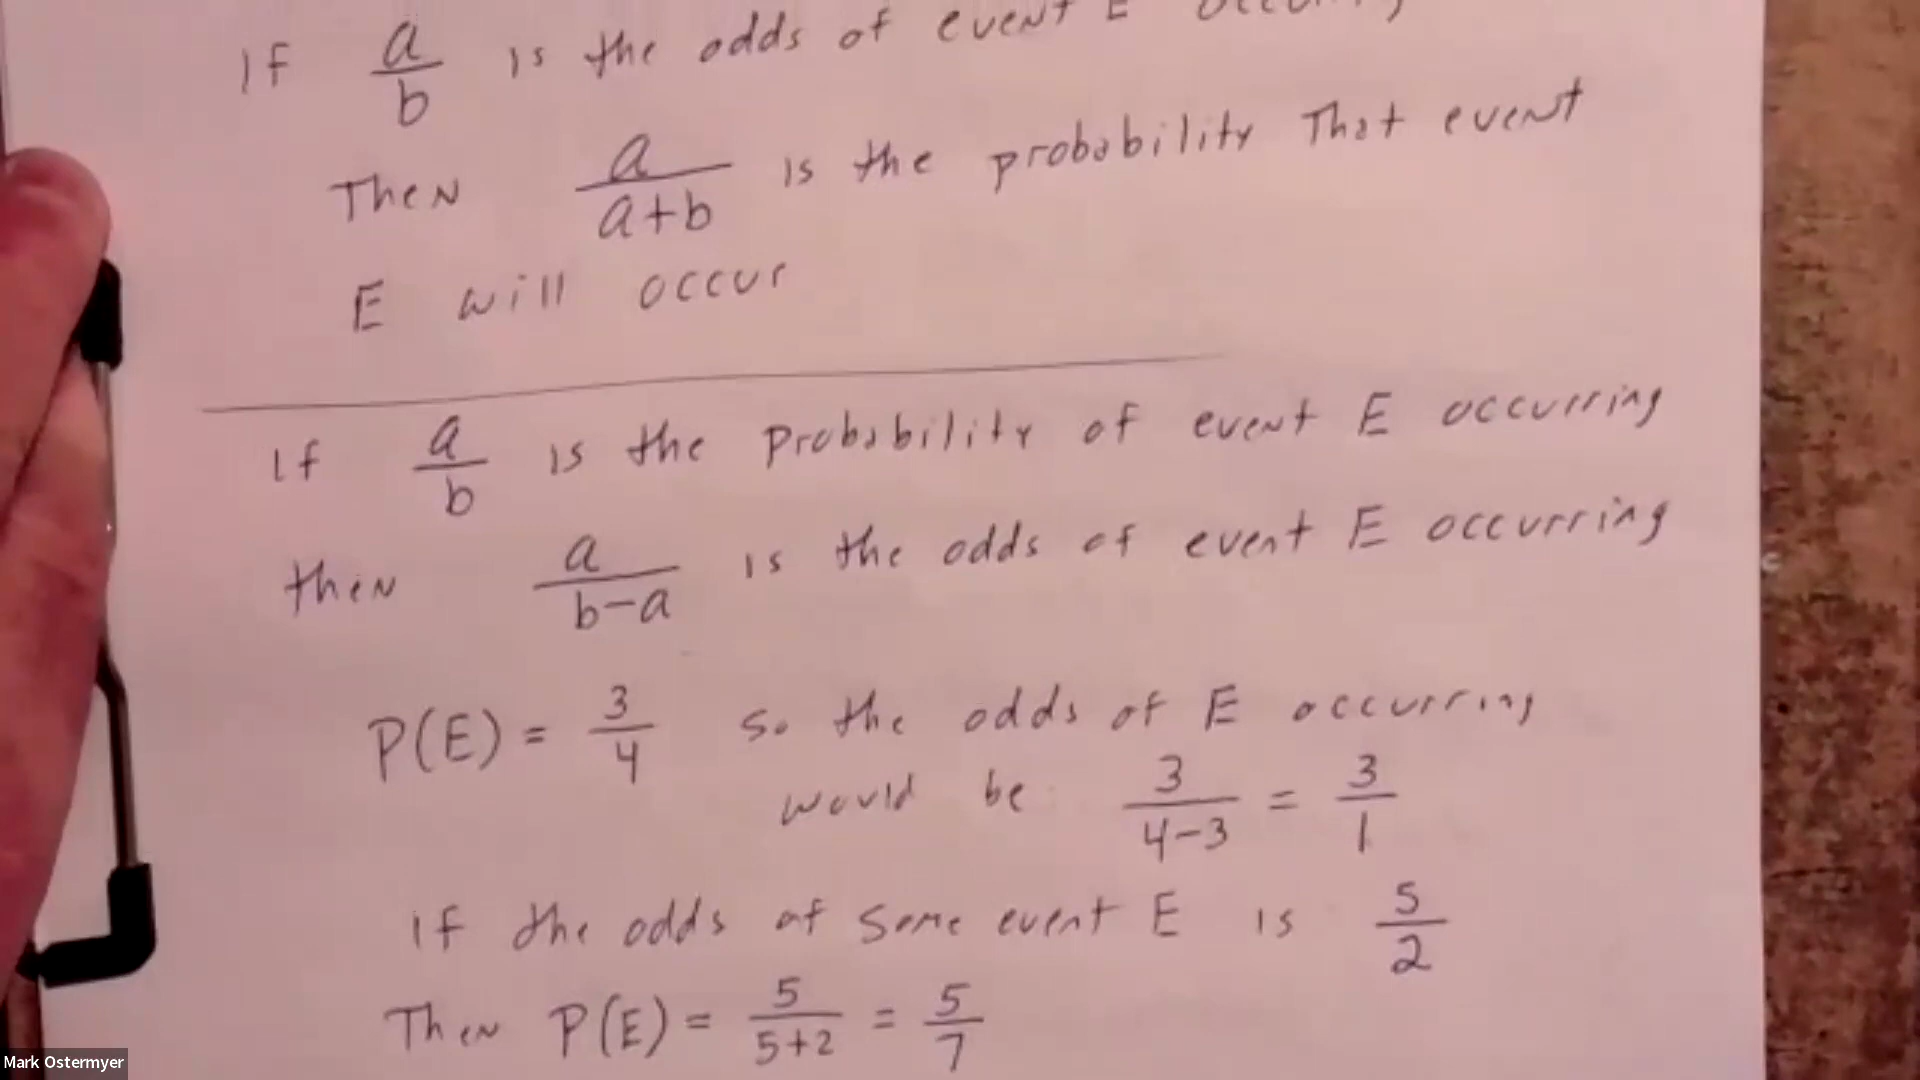 If a/b is the odds of event E
Then a/a+b is the probability That event
E will occur
If a/b is the Probability of event E occurring
then a/b-a is the odds of event E occurring
P(E) = 3/4 so the odds of E occurring
would be 3/4-3 = 3/1
if the odds of some event E is 5/2
Then P(E) = 5/5+2 = 5/7
Mark Ostermyer